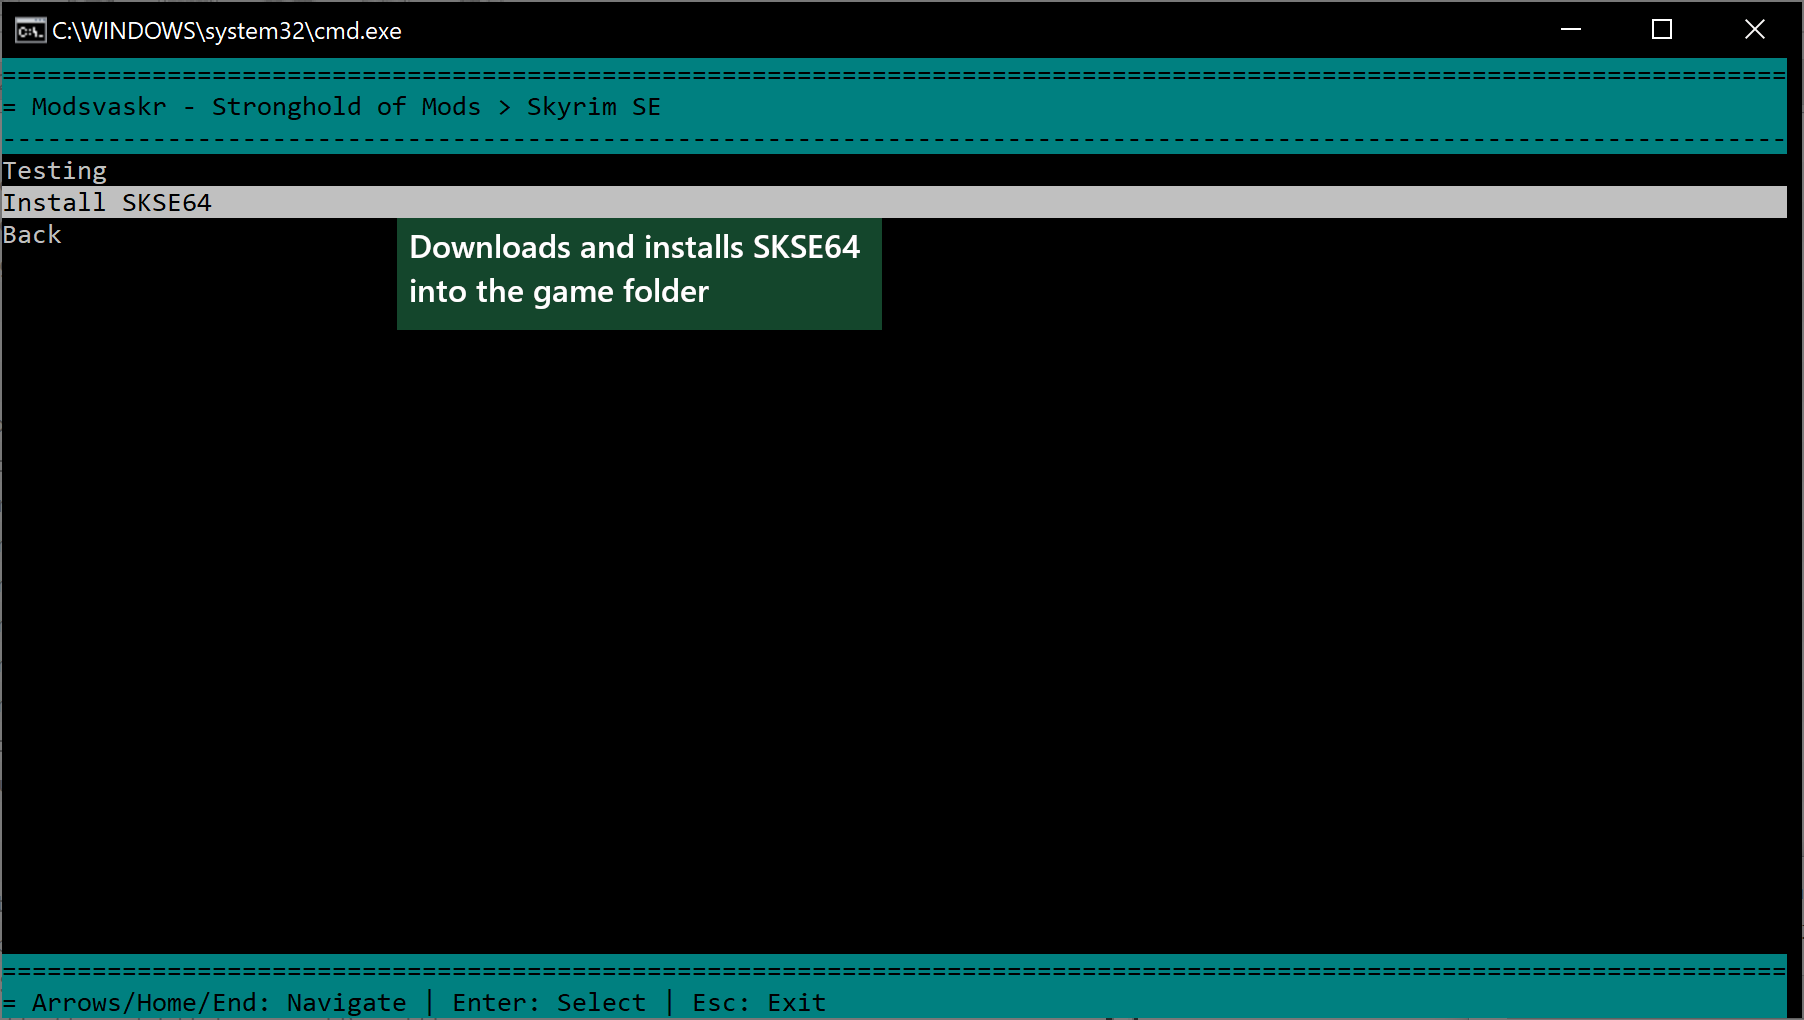 C:\WINDOWS\system32\cmd.exe
=======================================================================================================================
= Modsvaskr - Stronghold of Mods > Skyrim SE
-----------------------------------------------------------------------------------------------------------------------
Testing
Install SKSE64
Back
Downloads and installs SKSE64
into the game folder
=======================================================================================================================
= Arrows/Home/End: Navigate | Enter: Select | Esc: Exit